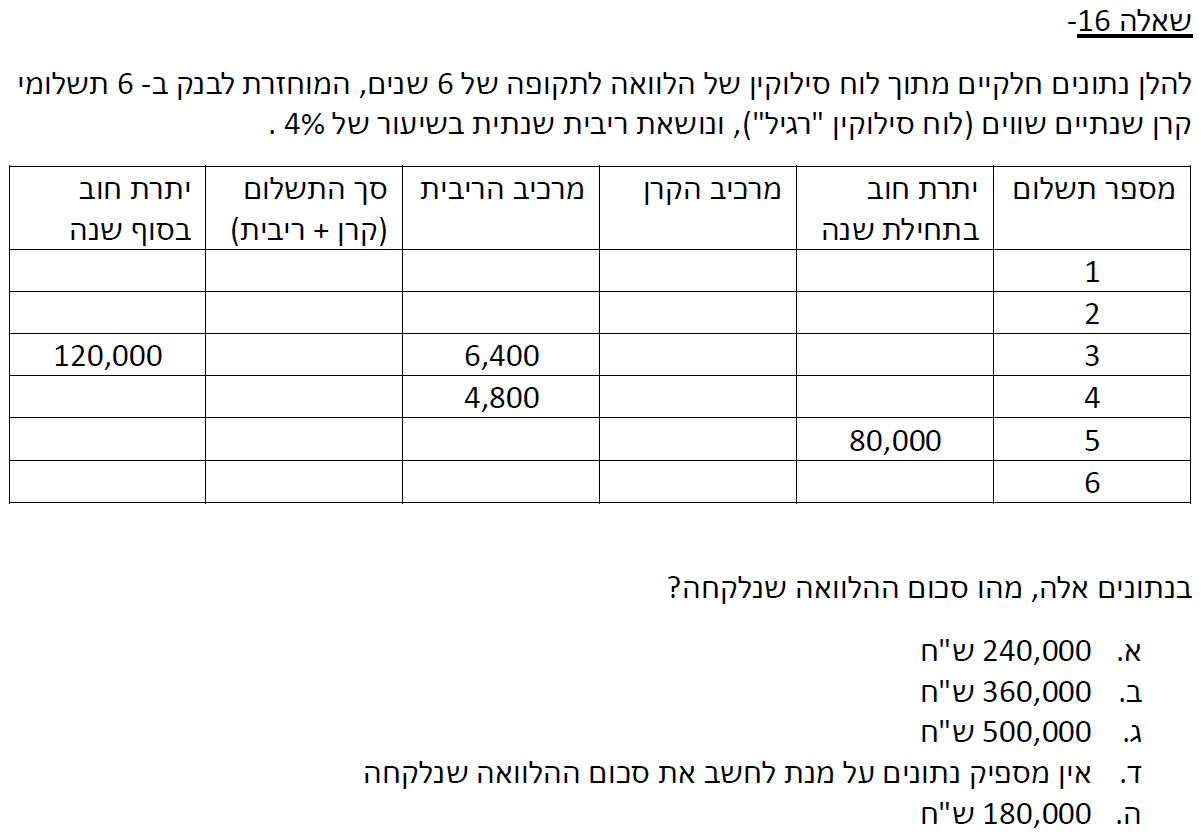 שאלה 16-
להלן נתונים חלקיים מתוך לוח סילוקין של הלוואה לתקופה של 6 שנים, המוחזרת לבנק ב- 6 תשלומי
קרן שנתיים שווים (לוח סילוקין "רגיל"), ונושאת ריבית שנתית בשיעור של 4% .
מספר תשלום יתרת חוב מרכיב הקרן מרכיב הריבית סך התשלום יתרת חוב
בתחילת שנה (קרן + ריבית) בסוף שנה
1
2
3 6,400 120,000
4 4,800
5 80,000
6
בנתונים אלה, מהו סכום ההלוואה שנלקחה?
א. 240,000 ש"ח
ב. 360,000 ש"ח
ג. 500,000 ש"ח
ד. אין מספיק נתונים על מנת לחשב את סכום ההלוואה שנלקחה
ה. 180,000 ש"ח